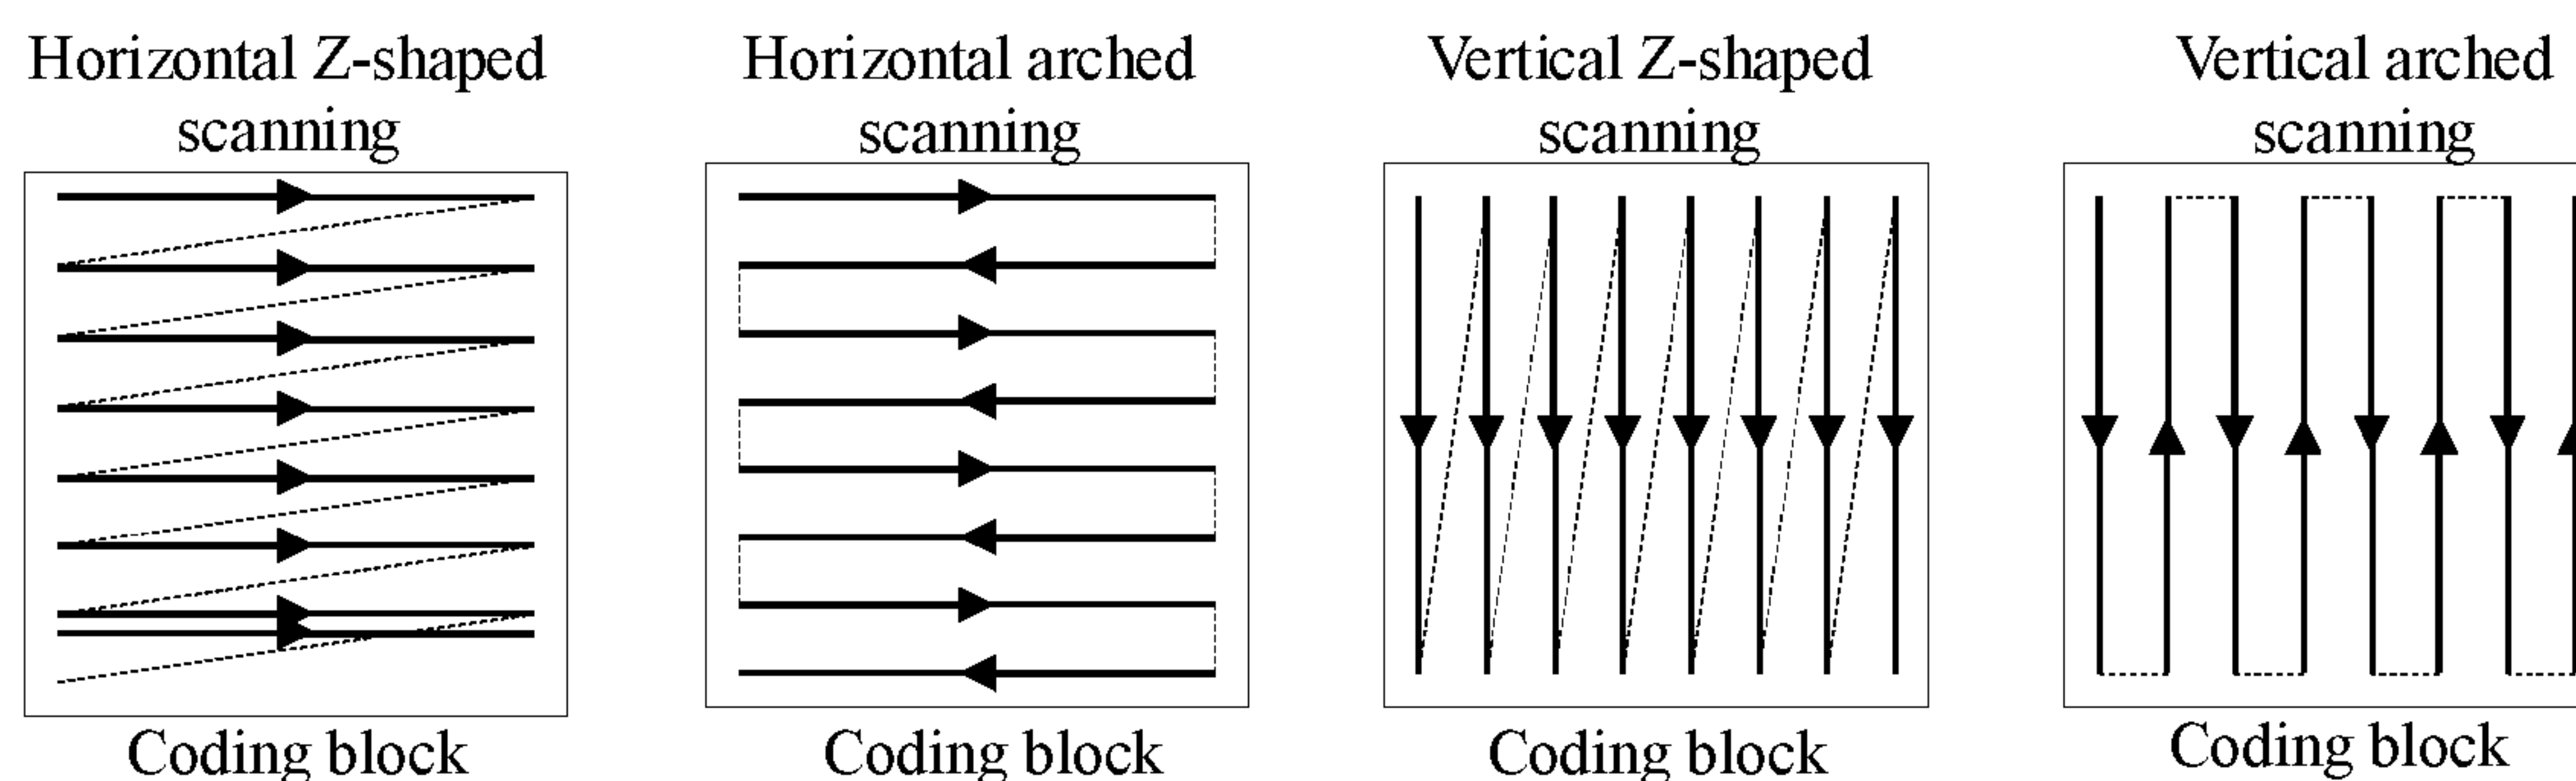 Horizontal Z-shaped
scanning
Horizontal arched
scanning
Vertical Z-shaped
scanning
Vertical arched
scanning
Coding block
Coding block
Coding block
Coding block